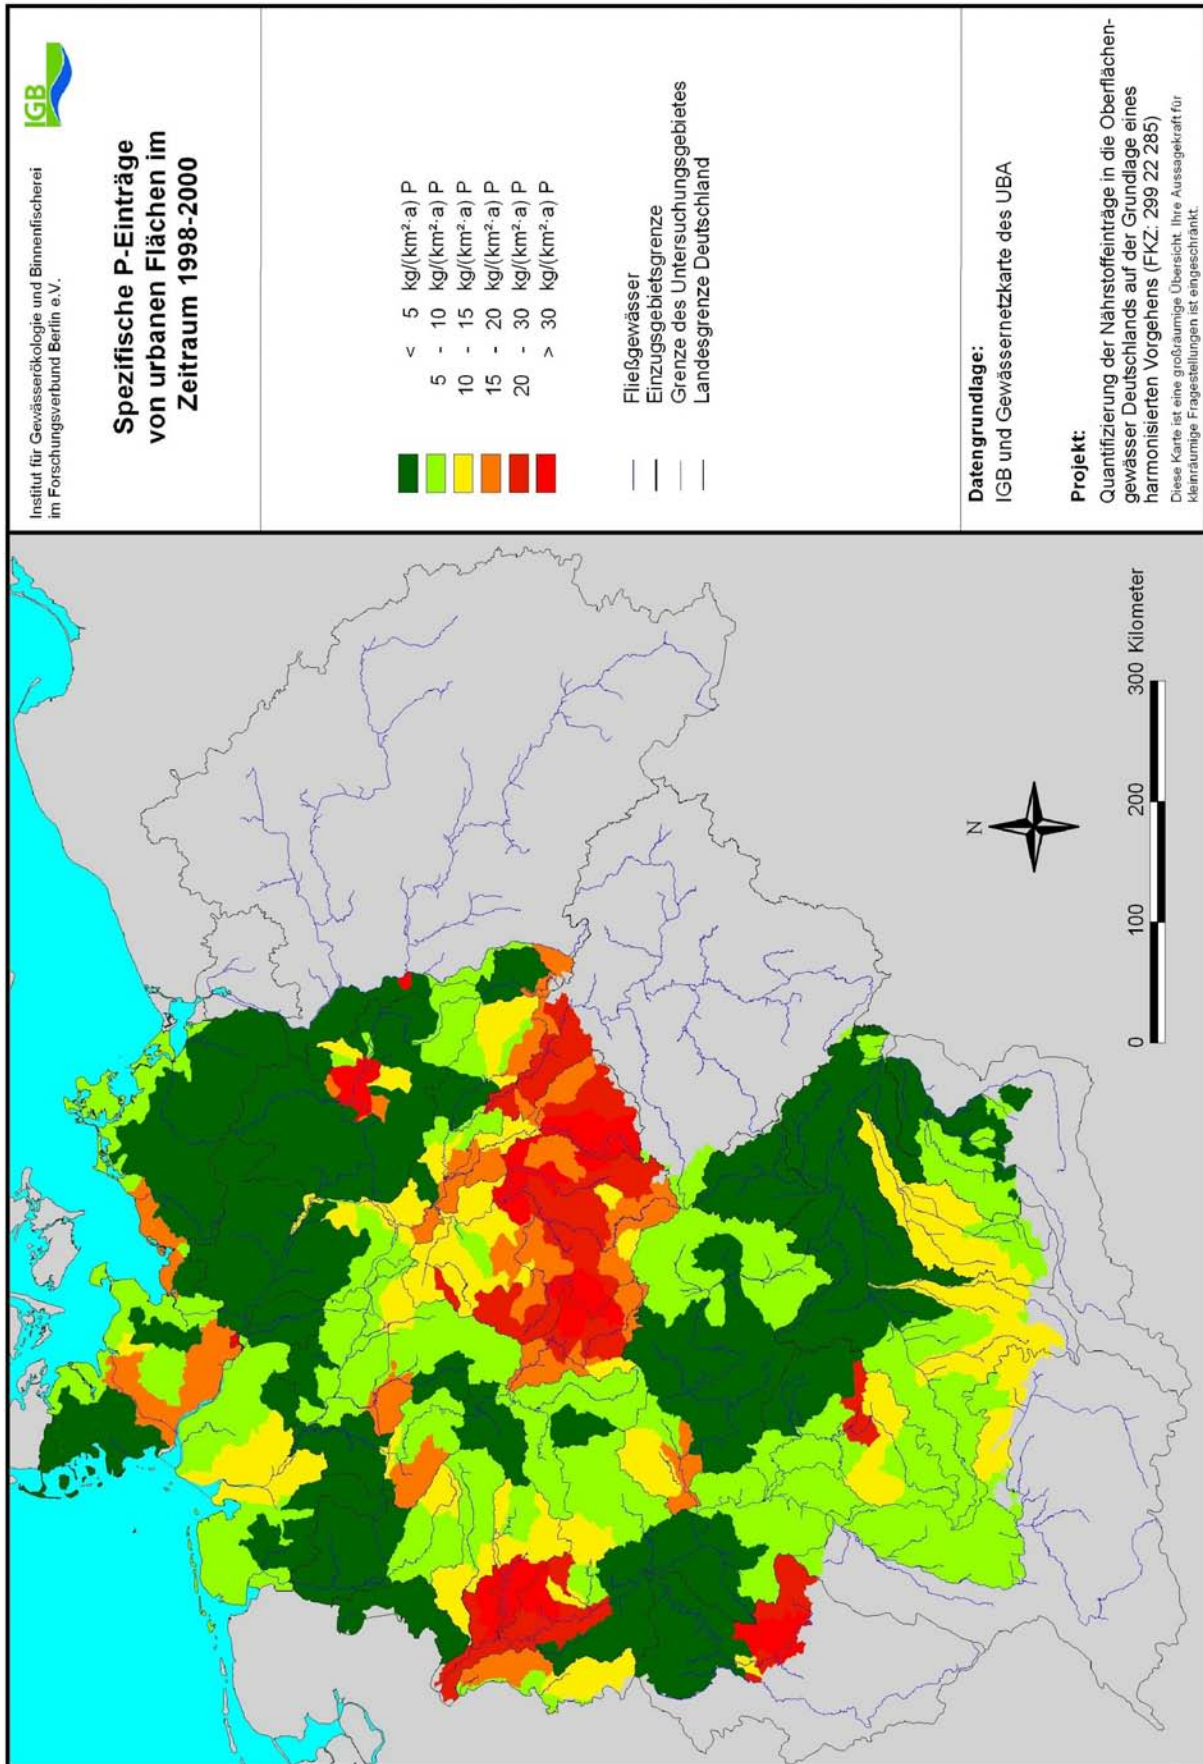 Institut für Gewässerökologie und Binnenfischerei
im Forschungsverbund Berlin e.V.
IGB
Spezifische P-Einträge
von urbanen Flächen im
Zeitraum 1998-2000
< 5 kg/(km²·a) P
5 - 10 kg/(km²·a) P
10 - 15 kg/(km²·a) P
15 - 20 kg/(km²·a) P
20 - 30 kg/(km²·a) P
> 30 kg/(km²·a) P
Fließgewässer
Einzugsgebietsgrenze
Grenze des Untersuchungsgebietes
Landesgrenze Deutschland
Datengrundlage:
IGB und Gewässernetzkarte des UBA
Projekt:
Quantifizierung der Nährstoffeinträge in die Oberflächen-
gewässer Deutschlands auf der Grundlage eines
harmonisierten Vorgehens (FKZ: 299 22 285)
Diese Karte ist eine großräumige Übersicht. Ihre Aussagekraft für
kleinräumige Fragestellungen ist eingeschränkt.
N
0 100 200 300 Kilometer